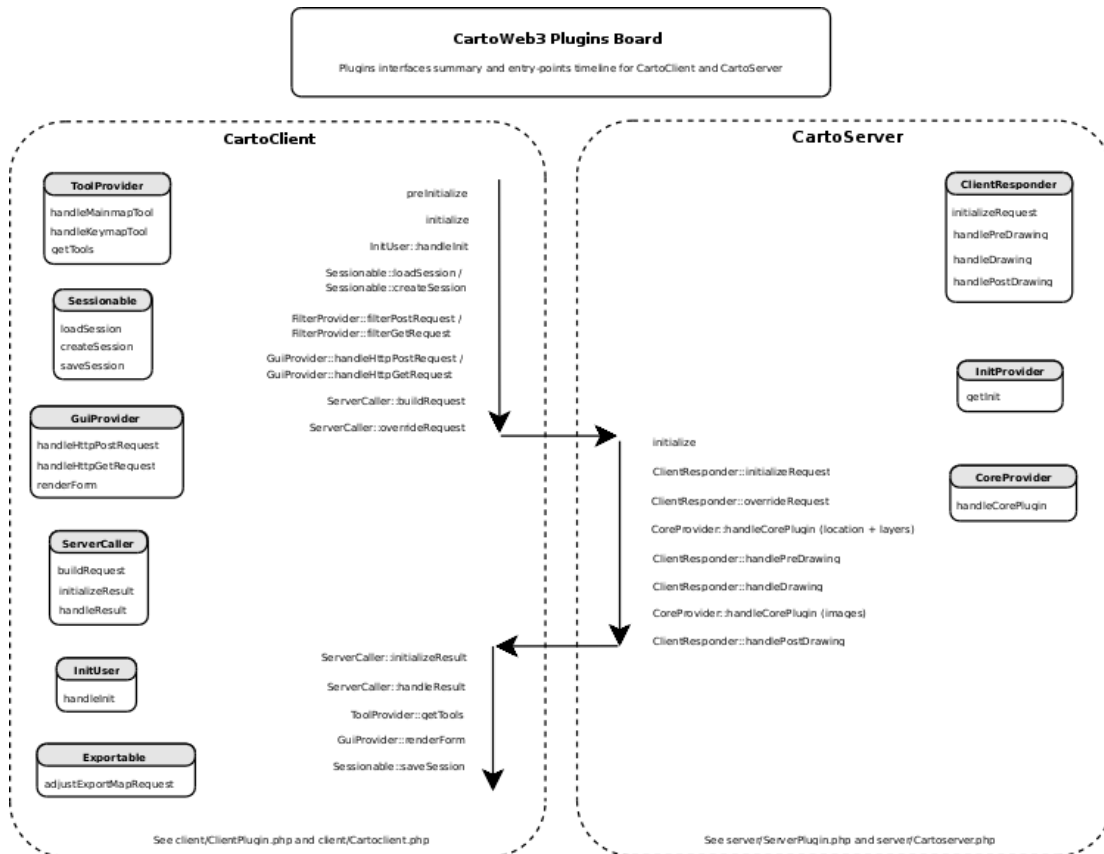 CartoWeb3 Plugins Board
Plugins interfaces summary and entry-points timeline for CartoClient and CartoServer
CartoClient
ToolProvider
handleMainmapTool
handleKeymapTool
getTools
Sessionable
loadSession
createSession
saveSession
GuiProvider
handleHttpPostRequest
handleHttpGetRequest
renderForm
ServerCaller
buildRequest
initializeResult
handleResult
InitUser
handleInit
Exportable
adjustExportMapRequest
preInitialize
initialize
InitUser::handleInit
Sessionable::loadSession /
Sessionable::createSession
FilterProvider::filterPostRequest /
FilterProvider::filterGetRequest
GuiProvider::handleHttpPostRequest /
GuiProvider::handleHttpGetRequest
ServerCaller::buildRequest
ServerCaller::overrideRequest
ServerCaller::initializeResult
ServerCaller::handleResult
ToolProvider::getTools
GuiProvider::renderForm
Sessionable::saveSession
See client/ClientPlugin.php and client/Cartoclient.php
CartoServer
initialize
ClientResponder::initializeRequest
ClientResponder::overrideRequest
CoreProvider::handleCorePlugin (location + layers)
ClientResponder::handlePreDrawing
ClientResponder::handleDrawing
CoreProvider::handleCorePlugin (images)
ClientResponder::handlePostDrawing
ClientResponder
initializeRequest
handlePreDrawing
handleDrawing
handlePostDrawing
InitProvider
getInit
CoreProvider
handleCorePlugin
See server/ServerPlugin.php and server/Cartoserver.php